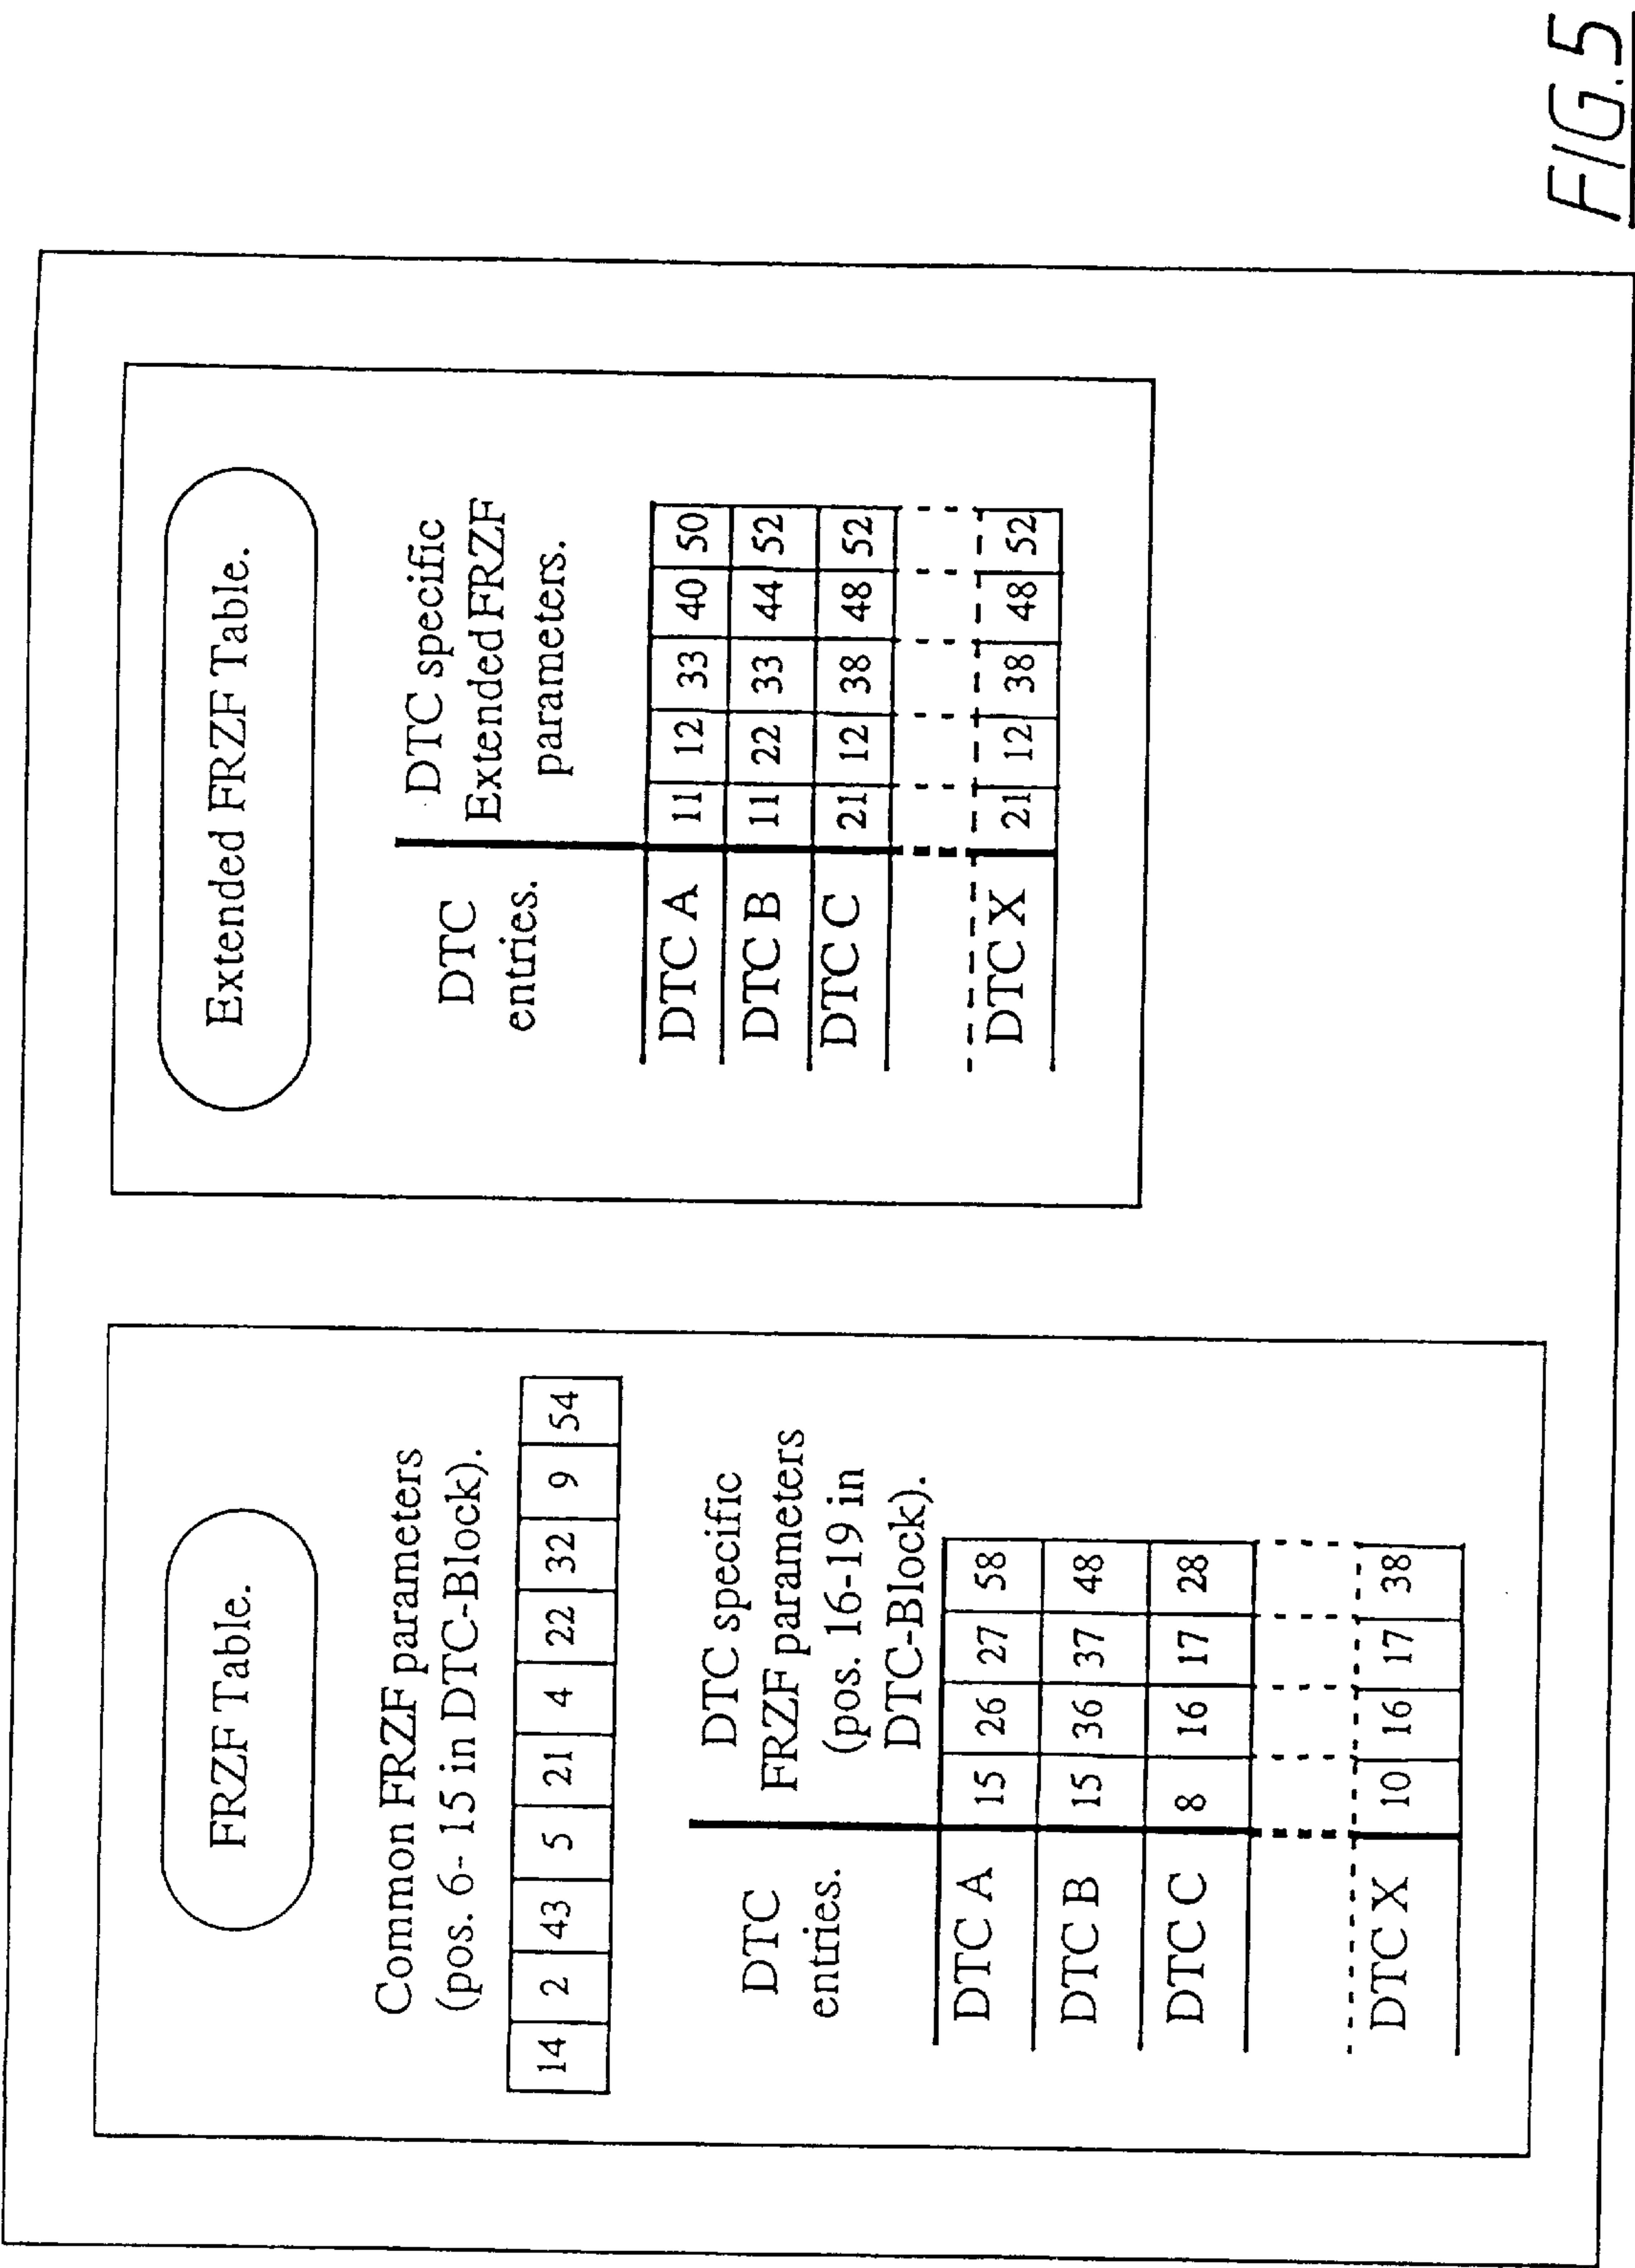 FRZF Table.
Common FRZF parameters
(pos. 6- 15 in DTC-Block).
14 2 43 5 21 4 22 32 9 54
DTC
entries.
DTC specific
FRZF parameters
(pos. 16-19 in
DTC-Block).
DTC A 15 26 27 58
DTC B 15 36 37 48
DTC C 8 16 17 28
DTC X 10 16 17 38
Extended FRZF Table.
DTC
entries.
DTC specific
Extended FRZF
parameters.
DTC A 11 12 33 40 50
DTC B 11 22 33 44 52
DTC C 21 12 38 48 52
DTC X 21 12 38 48 52
FIG. 5